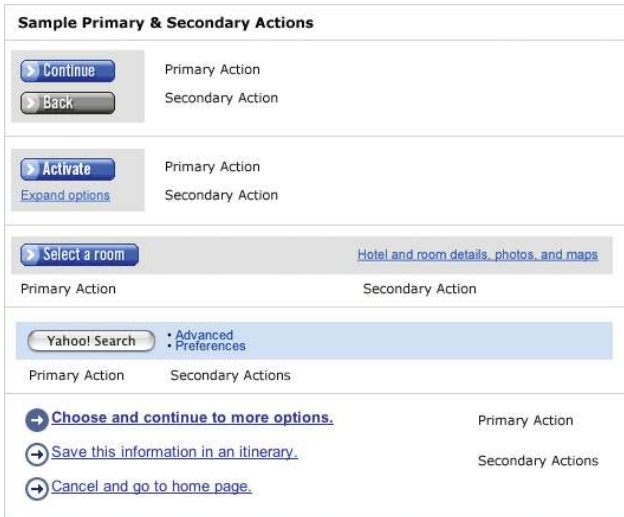 Sample Primary & Secondary Actions
Continue Primary Action
Back Secondary Action
Activate Primary Action
Expand options Secondary Action
Select a room Hotel and room details, photos, and maps
Primary Action Secondary Action
Yahoo! Search • Advanced
• Preferences
Primary Action Secondary Actions
Choose and continue to more options. Primary Action
Save this information in an itinerary. Secondary Actions
Cancel and go to home page.